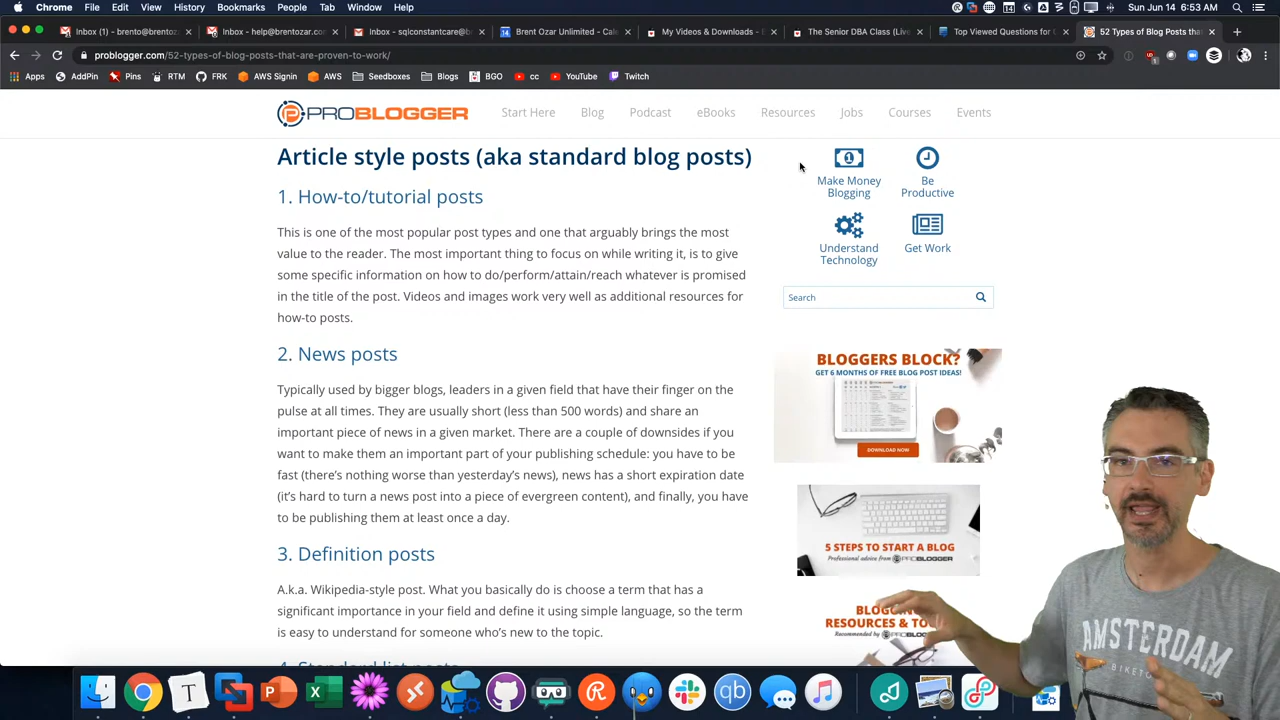 Chrome File Edit View History Bookmarks People Tab Window Help
Sun Jun 14 6:53 AM
Inbox (1) – brento@brentoz
Inbox - help@brentozar.com
Inbox - sqlconstantcare@br
Brent Ozar Unlimited - Cale
My Videos & Downloads - B
The Senior DBA Class (Live
Top Viewed Questions for
52 Types of Blog Posts that
problogger.com/52-types-of-blog-posts-that-are-proven-to-work/
Apps AddPin Pins RTM FRK AWS Signin AWS Seedboxes Blogs BGO cc YouTube Twitch
PROBLOGGER
Start Here Blog Podcast eBooks Resources Jobs Courses Events
Article style posts (aka standard blog posts)
1. How-to/tutorial posts
This is one of the most popular post types and one that arguably brings the most
value to the reader. The most important thing to focus on while writing it, is to give
some specific information on how to do/perform/attain/reach whatever is promised
in the title of the post. Videos and images work very well as additional resources for
how-to posts.
2. News posts
Typically used by bigger blogs, leaders in a given field that have their finger on the
pulse at all times. They are usually short (less than 500 words) and share an
important piece of news in a given market. There are a couple of downsides if you
want to make them an important part of your publishing schedule: you have to be
fast (there's nothing worse than yesterday's news), news has a short expiration date
(it's hard to turn a news post into a piece of evergreen content), and finally, you have
to be publishing them at least once a day.
3. Definition posts
A.k.a. Wikipedia-style post. What you basically do is choose a term that has a
significant importance in your field and define it using simple language, so the term
is easy to understand for someone who's new to the topic.
4. Standard list posts
Make Money
Blogging
Be
Productive
Understand
Technology
Get Work
Search
BLOGGERS BLOCK?
GET 6 MONTHS OF FREE BLOG POST IDEAS!
DOWNLOAD NOW
5 STEPS TO START A BLOG
Professional advice from PROBLOGGER
RESOURCES &
Recommended by
AMSTERDAM